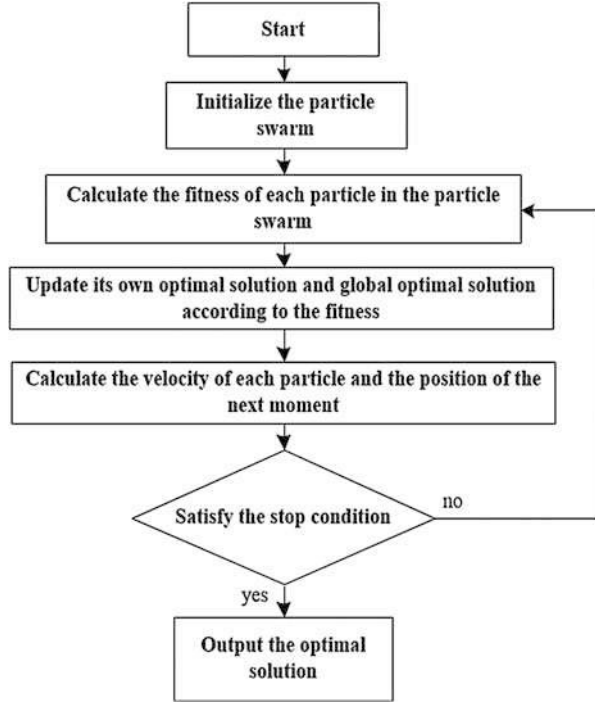 Start
Initialize the particle
swarm
Calculate the fitness of each particle in the particle
swarm
Update its own optimal solution and global optimal solution
according to the fitness
Calculate the velocity of each particle and the position of the
next moment
Satisfy the stop condition
no
yes
Output the optimal
solution